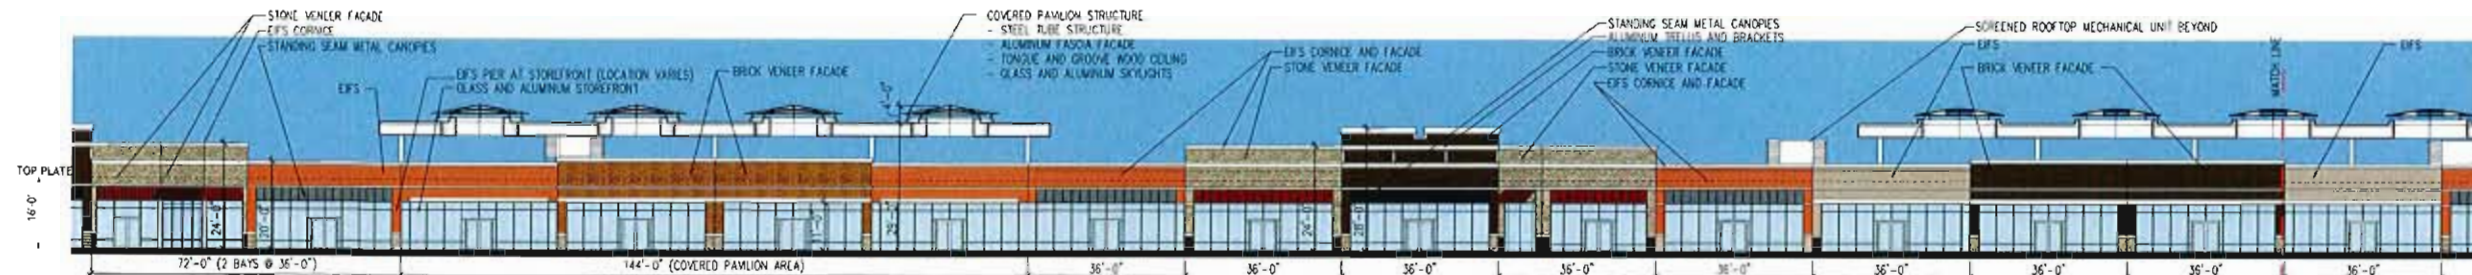 STONE VENEER FACADE
EIFS CORNICE
STANDING SEAM METAL CANOPIES
EIFS
EIFS PIER AT STOREFRONT (LOCATION VARIES)
GLASS AND ALUMINUM STOREFRONT
BRICK VENEER FACADE
COVERED PAVILION STRUCTURE
- STEEL TUBE STRUCTURE
- ALUMINUM FASCIA FACADE
- TONGUE AND GROOVE WOOD CEILING
- GLASS AND ALUMINUM SKYLIGHTS
4'-0"
EIFS CORNICE AND FACADE
STONE VENEER FACADE
STANDING SEAM METAL CANOPIES
ALUMINUM TRELLIS AND BRACKETS
BRICK VENEER FACADE
STONE VENEER FACADE
EIFS CORNICE AND FACADE
SCREENED ROOFTOP MECHANICAL UNIT BEYOND
EIFS
BRICK VENEER FACADE
MATCH LINE
EIFS
TOP PLATE
16'-0"
24'-0"
20'-0"
11'-0"
24'-0"
28'-0"
72'-0" (2 BAYS @ 36'-0")
144'-0" (COVERED PAVILION AREA)
36'-0"
36'-0"
36'-0"
36'-0"
36'-0"
36'-0"
36'-0"
36'-0"
36'-0"